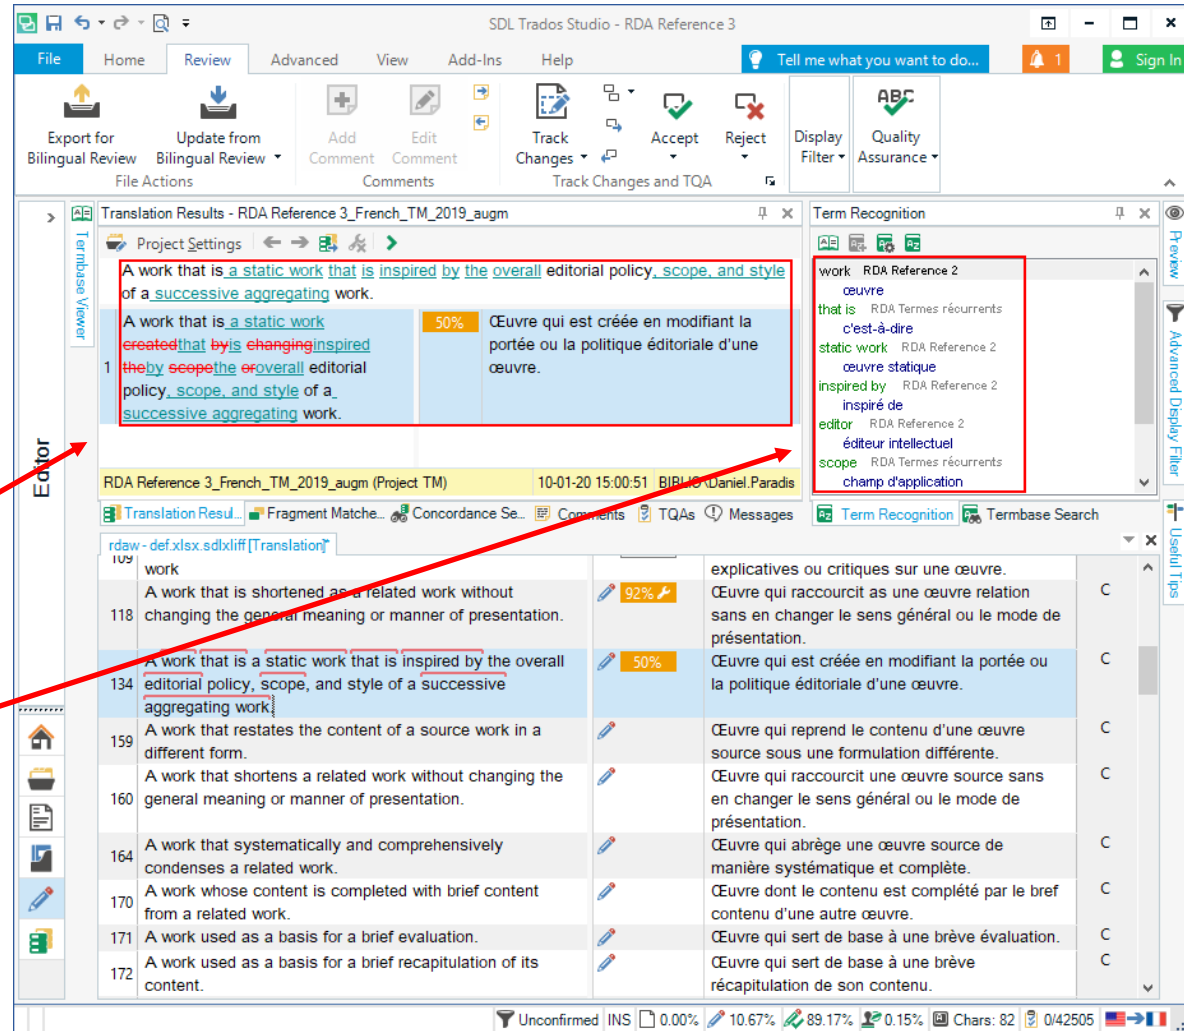 SDL Trados Studio - RDA Reference 3
File Home Review Advanced View Add-Ins Help Tell me what you want to do... 1 Sign In
Export for Bilingual Review
Update from Bilingual Review
File Actions
Add Comment
Edit Comment
Comments
Track Changes
Accept
Reject
Track Changes and TQA
Display Filter
ABC
Quality Assurance
Editor
Termbase Viewer
Translation Results - RDA Reference 3_French_TM_2019_augm
Project Settings
A work that is a static work that is inspired by the overall editorial policy, scope, and style
of a successive aggregating work.
1
A work that is a static work
createdthat byis changinginspired
theby scopethe oroverall editorial
policy, scope, and style of a
successive aggregating work.
50%
Œuvre qui est créée en modifiant la
portée ou la politique éditoriale d'une
œuvre.
RDA Reference 3_French_TM_2019_augm (Project TM) 10-01-20 15:00:51 BIBLIO\Daniel.Paradis
Translation Resul... Fragment Matche... Concordance Se... Comments TQAs Messages
Term Recognition
work RDA Reference 2
œuvre
that is RDA Termes récurrents
c'est-à-dire
static work RDA Reference 2
œuvre statique
inspired by RDA Reference 2
inspiré de
editor RDA Reference 2
éditeur intellectuel
scope RDA Termes récurrents
champ d'application
Term Recognition Termbase Search
Preview
Advanced Display Filter
Useful Tips
rdaw - def.xlsx.sdlxliff [Translation]*
109
work
explicatives ou critiques sur une œuvre.
118
A work that is shortened as a related work without
changing the general meaning or manner of presentation.
92%
Œuvre qui raccourcit as une œuvre relation
sans en changer le sens général ou le mode de
présentation.
C
134
A work that is a static work that is inspired by the overall
editorial policy, scope, and style of a successive
aggregating work.
50%
Œuvre qui est créée en modifiant la portée ou
la politique éditoriale d'une œuvre.
C
159
A work that restates the content of a source work in a
different form.
Œuvre qui reprend le contenu d'une œuvre
source sous une formulation différente.
C
160
A work that shortens a related work without changing the
general meaning or manner of presentation.
Œuvre qui raccourcit une œuvre source sans
en changer le sens général ou le mode de
présentation.
C
164
A work that systematically and comprehensively
condenses a related work.
Œuvre qui abrège une œuvre source de
manière systématique et complète.
C
170
A work whose content is completed with brief content
from a related work.
Œuvre dont le contenu est complété par le bref
contenu d'une autre œuvre.
C
171
A work used as a basis for a brief evaluation.
Œuvre qui sert de base à une brève évaluation.
C
172
A work used as a basis for a brief recapitulation of its
content.
Œuvre qui sert de base à une brève
récapitulation de son contenu.
C
Unconfirmed INS 0.00% 10.67% 89.17% 0.15% Chars: 82 0/42505